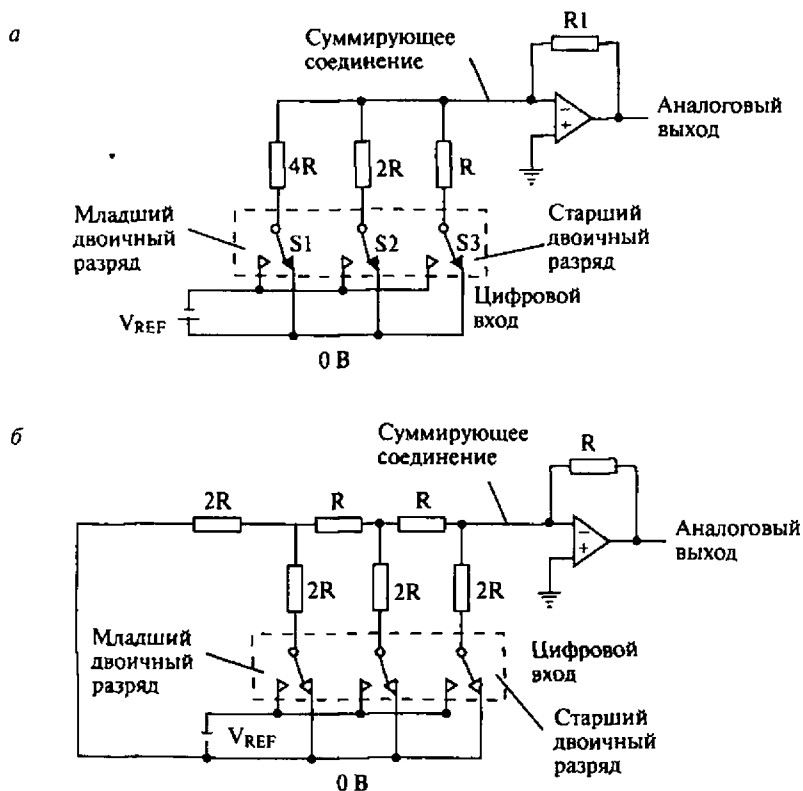 а
Суммирующее
соединение
R1
Аналоговый
выход
4R
2R
R
Младший
двоичный
разряд
S1
S2
S3
Старший
двоичный
разряд
Цифровой
вход
VREF
0 В
б
Суммирующее
соединение
R
2R
R
R
Аналоговый
выход
2R
2R
2R
Младший
двоичный
разряд
Цифровой
вход
VREF
Старший
двоичный
разряд
0 В